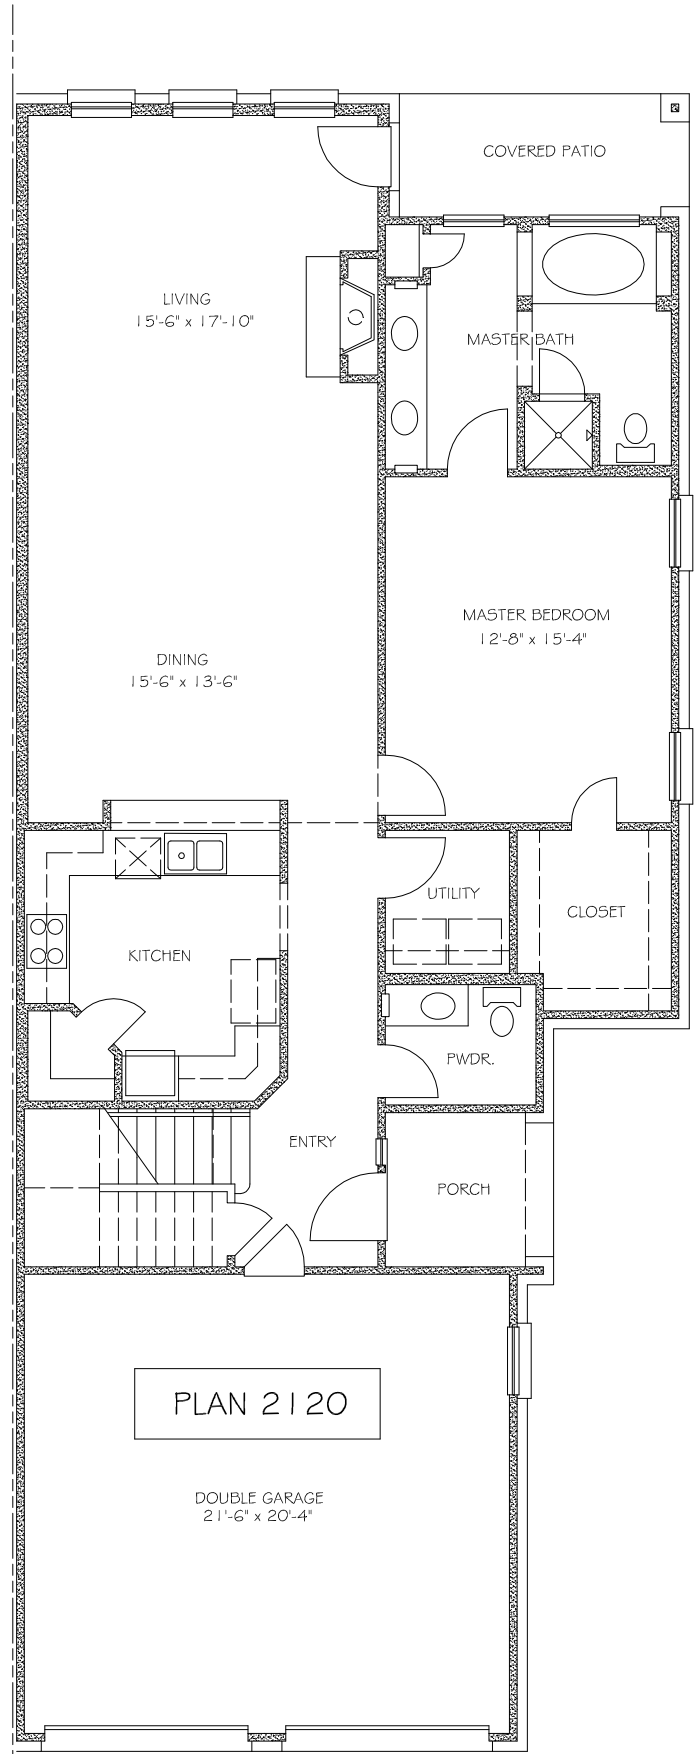 COVERED PATIO
LIVING
15'-6" x 17'-10"
MASTER BATH
MASTER BEDROOM
12'-8" x 15'-4"
DINING
15'-6" x 13'-6"
UTILITY
CLOSET
KITCHEN
PWDR.
ENTRY
PORCH
PLAN 2120
DOUBLE GARAGE
21'-6" x 20'-4"